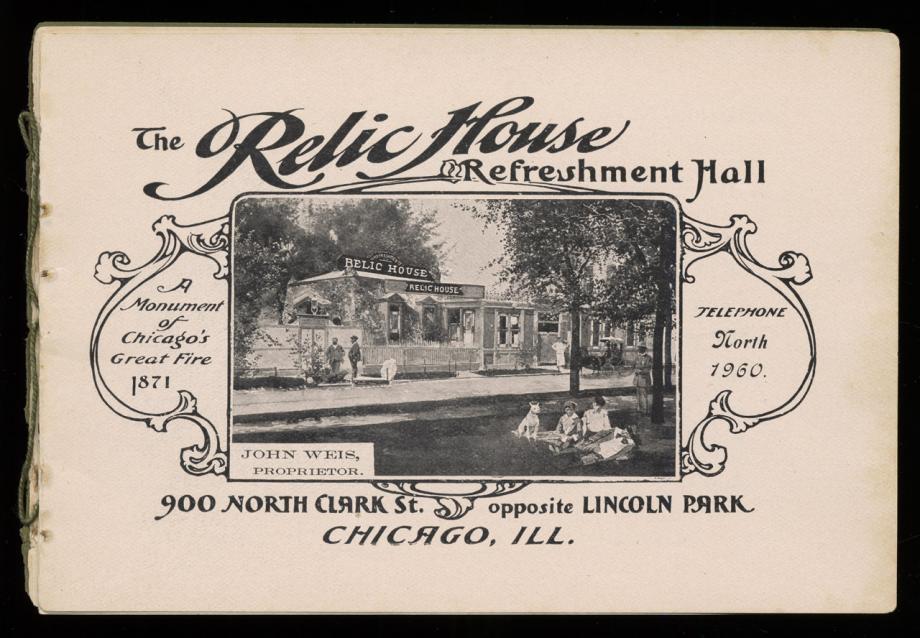 The Relic House
& Refreshment Hall
RELIC HOUSE
RELIC HOUSE
A
Monument
of
Chicago's
Great Fire
1871
TELEPHONE
North
1960.
JOHN WEIS,
PROPRIETOR.
900 NORTH CLARK St. opposite LINCOLN PARK
CHICAGO, ILL.